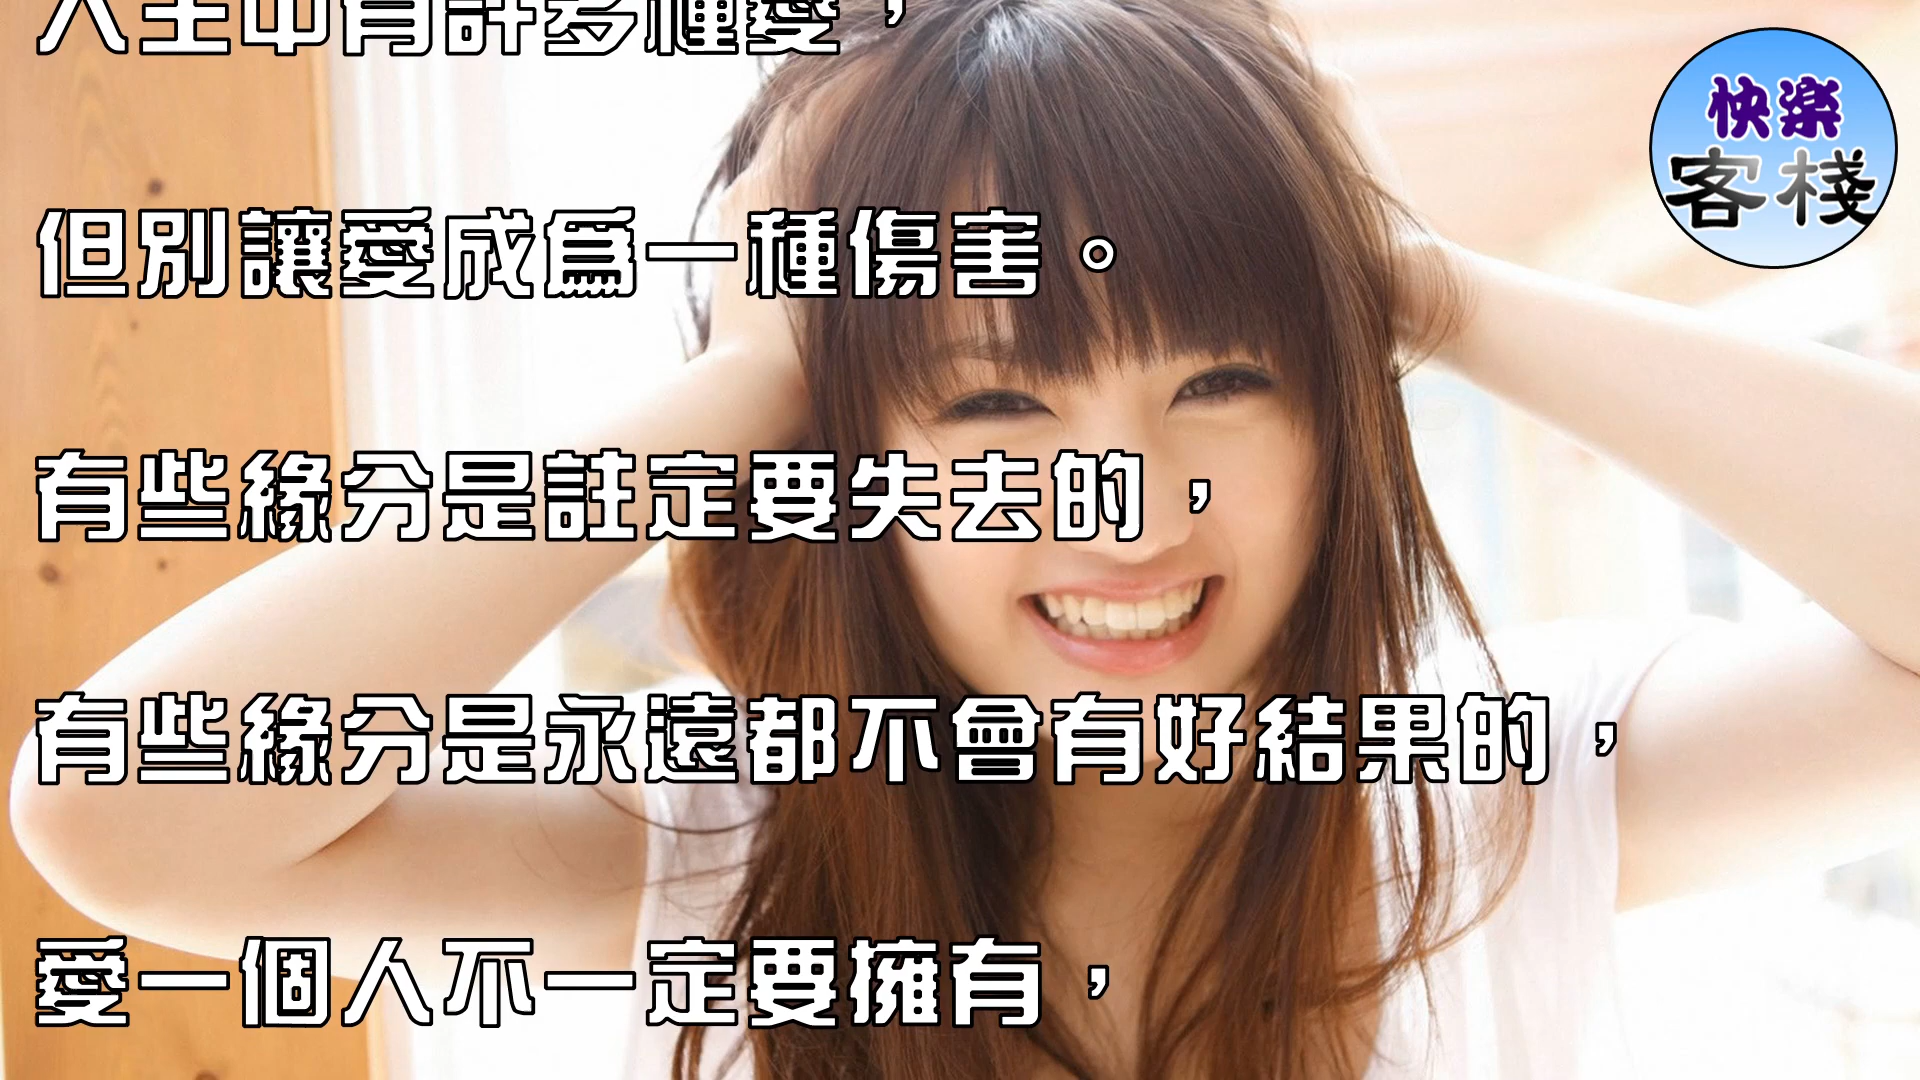 人生中有許多種愛，
但別讓愛成為一種傷害。
有些緣分是註定要失去的，
有些緣分是永遠都不會有好結果的，
愛一個人不一定要擁有，
快楽
客棧